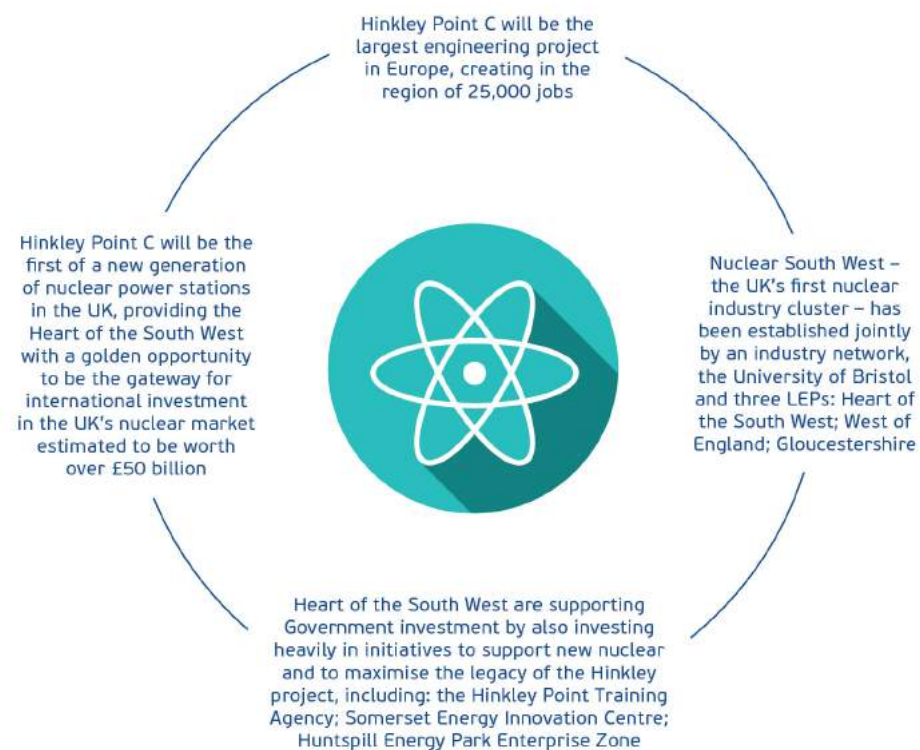 Hinkley Point C will be the
largest engineering project
in Europe, creating in the
region of 25,000 jobs
Nuclear South West –
the UK's first nuclear
industry cluster – has
been established jointly
by an industry network,
the University of Bristol
and three LEPs: Heart of
the South West; West of
England; Gloucestershire
Heart of the South West are supporting
Government investment by also investing
heavily in initiatives to support new nuclear
and to maximise the legacy of the Hinkley
project, including: the Hinkley Point Training
Agency; Somerset Energy Innovation Centre;
Huntspill Energy Park Enterprise Zone
Hinkley Point C will be the
first of a new generation
of nuclear power stations
in the UK, providing the
Heart of the South West
with a golden opportunity
to be the gateway for
international investment
in the UK's nuclear market
estimated to be worth
over £50 billion